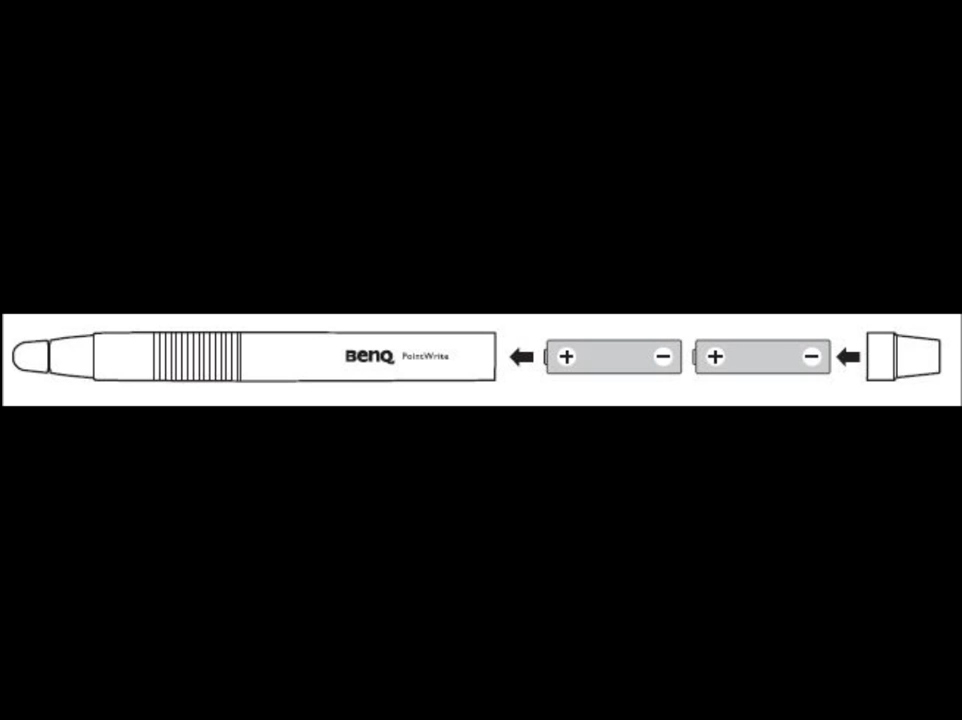 BenQ PointWrite
+ − + −